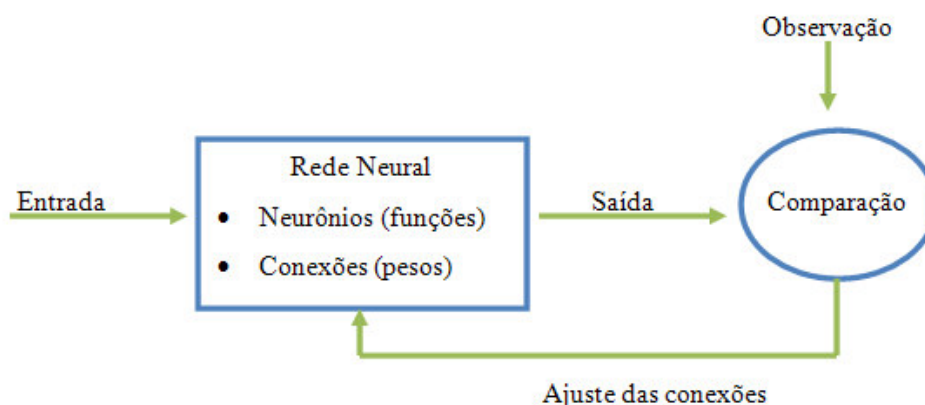 Observação
Rede Neural
Entrada
Neurônios (funções)
Saída
Comparação
Conexões (pesos)
Ajuste das conexões